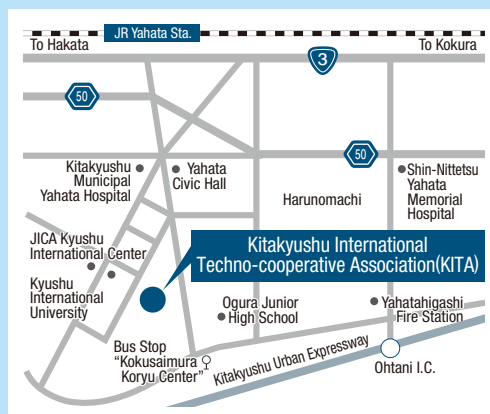 JR Yahata Sta.
To Hakata
To Kokura
3
50
50
Kitakyushu
Municipal
Yahata Hospital
Yahata
Civic Hall
Shin-Nittetsu
Yahata
Memorial
Hospital
Harunomachi
JICA Kyushu
International Center
Kyushu
International
University
Kitakyushu International
Techno-cooperative Association(KITA)
Ogura Junior
High School
Yahatahigashi
Fire Station
Bus Stop
"Kokusaimura
Koryu Center"
Kitakyushu Urban Expressway
Ohtani I.C.